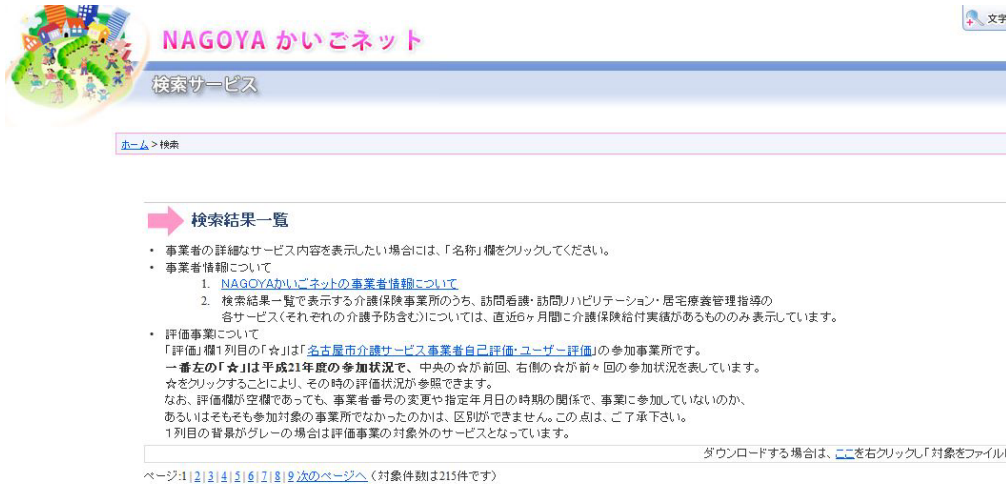 文字
NAGOYA かいごネット
検索サービス
ホーム > 検索
検索結果一覧
・ 事業者の詳細なサービス内容を表示したい場合には、「名称」欄をクリックしてください。
・ 事業者情報について
1. NAGOYAかいごネットの事業者情報について
2. 検索結果一覧で表示する介護保険事業所のうち、訪問看護・訪問リハビリテーション・居宅療養管理指導の
各サービス（それぞれの介護予防含む）については、直近6ヶ月間に介護保険給付実績があるもののみ表示しています。
・ 評価事業について
「評価」欄1列目の「☆」は「名古屋市介護サービス事業者自己評価・ユーザー評価」の参加事業所です。
一番左の「☆」は平成21年度の参加状況で、中央の☆が前回、右側の☆が前々回の参加状況を表しています。
☆をクリックすることにより、その時の評価状況が参照できます。
なお、評価欄が空欄であっても、事業者番号の変更や指定年月日の時期の関係で、事業に参加していないのか、
あるいはそもそも参加対象の事業所でなかったのかは、区別ができません。この点は、ご了承下さい。
1列目の背景がグレーの場合は評価事業の対象外のサービスとなっています。
ダウンロードする場合は、ここを右クリックし「対象をファイルに
ページ:1 | 2 | 3 | 4 | 5 | 6 | 7 | 8 | 9 次のページへ （対象件数は215件です）